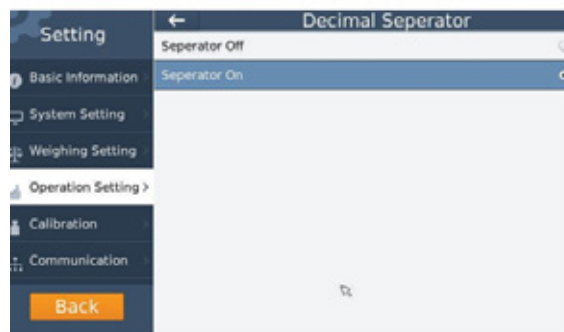 Setting
Basic Information
System Setting
Weighing Setting
Operation Setting >
Calibration
Communication
Back
← Decimal Seperator
Seperator Off
Seperator On